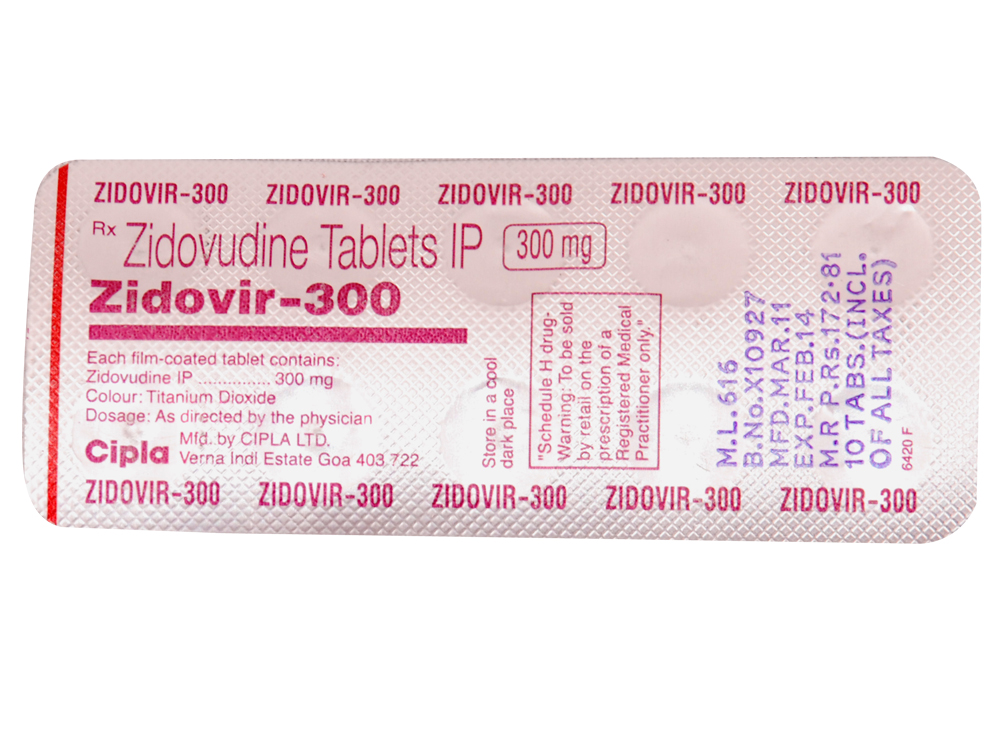 ZIDOVIR-300 ZIDOVIR-300 ZIDOVIR-300 ZIDOVIR-300 ZIDOVIR-300
Rx Zidovudine Tablets IP 300 mg
Zidovir-300
Each film-coated tablet contains:
Zidovudine IP ............... 300 mg
Colour: Titanium Dioxide
Dosage: As directed by the physician
Cipla
Mfd. by CIPLA LTD.
Verna Indl Estate Goa 403 722
Store in a cool
dark place
"Schedule H drug-
Warning: To be sold
by retail on the
prescription of a
Registered Medical
Practitioner only."
M.L.616
B.No.X10927
MFD.MAR.11
EXP.FEB.14
M.R P.Rs.172.81
10 TABS.(INCL.
OF ALL TAXES)
6420 F
ZIDOVIR-300 ZIDOVIR-300 ZIDOVIR-300 ZIDOVIR-300 ZIDOVIR-300